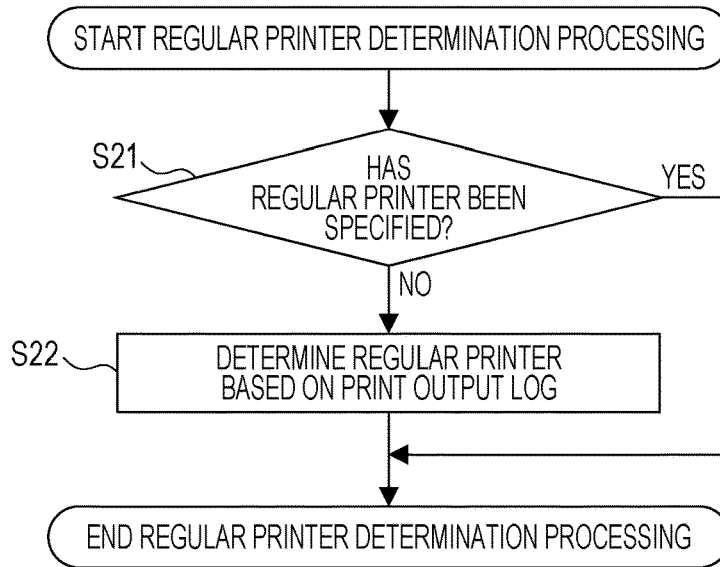 START REGULAR PRINTER DETERMINATION PROCESSING
S21
HAS
REGULAR PRINTER BEEN
SPECIFIED?
YES
NO
S22
DETERMINE REGULAR PRINTER
BASED ON PRINT OUTPUT LOG
END REGULAR PRINTER DETERMINATION PROCESSING